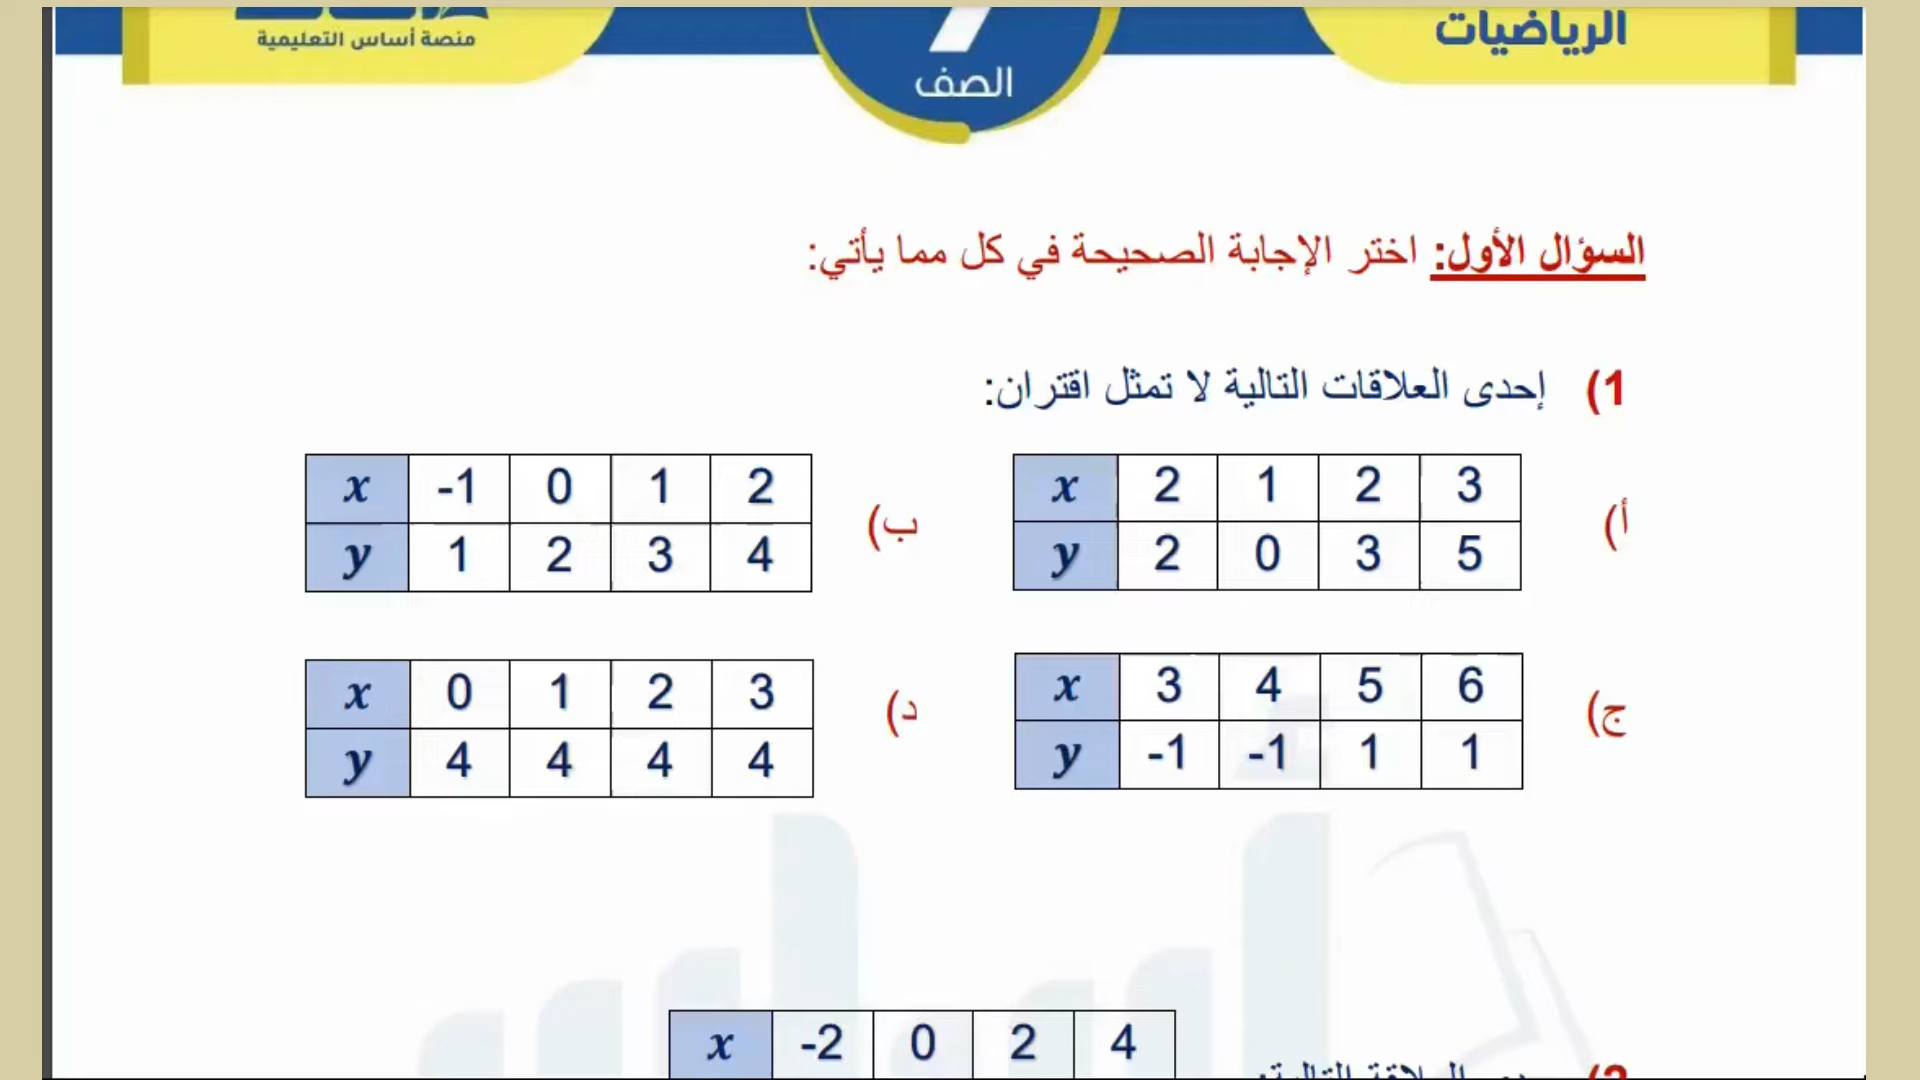 الرياضيات
الصف
منصة أساس التعليمية
السؤال الأول: اختر الإجابة الصحيحة في كل مما يأتي:
1) إحدى العلاقات التالية لا تمثل اقتران:
أ)
x 2 1 2 3
y 2 0 3 5
ب)
x -1 0 1 2
y 1 2 3 4
ج)
x 3 4 5 6
y -1 -1 1 1
د)
x 0 1 2 3
y 4 4 4 4
x -2 0 2 4